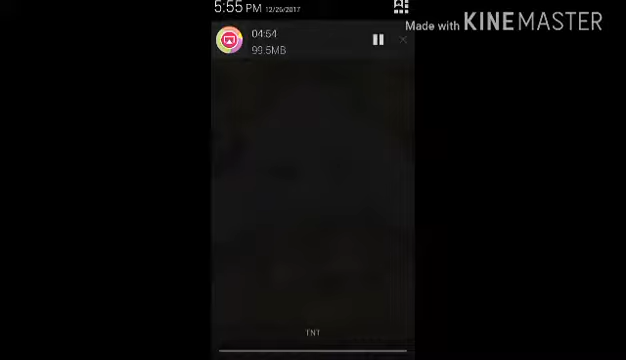 5:55 PM 12/25/2017
Made with KINEMASTER
04:54
99.5MB
TNT